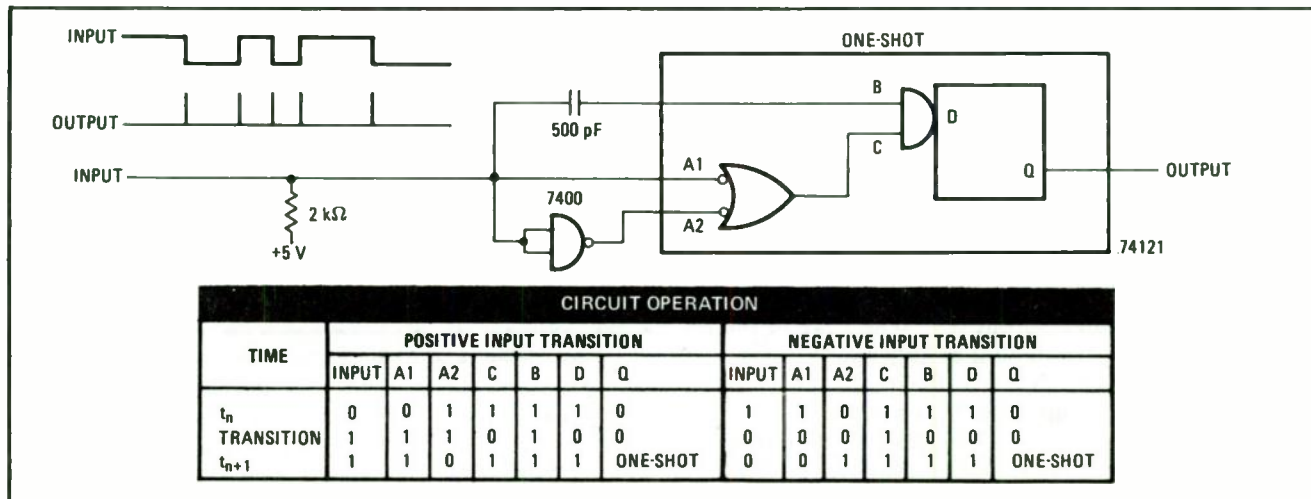 INPUT
ONE-SHOT
B
D
500 pF
OUTPUT
C
INPUT
A1
Q
OUTPUT
7400
2 kΩ
A2
+5 V
74121
CIRCUIT OPERATION
TIME POSITIVE INPUT TRANSITION NEGATIVE INPUT TRANSITION
INPUT A1 A2 C B D Q INPUT A1 A2 C B D Q
tn 0 0 1 1 1 1 0 1 1 0 1 1 1 0
TRANSITION 1 1 1 0 1 0 0 0 0 0 1 0 0 0
tn+1 1 1 0 1 1 1 ONE-SHOT 0 0 1 1 1 1 ONE-SHOT